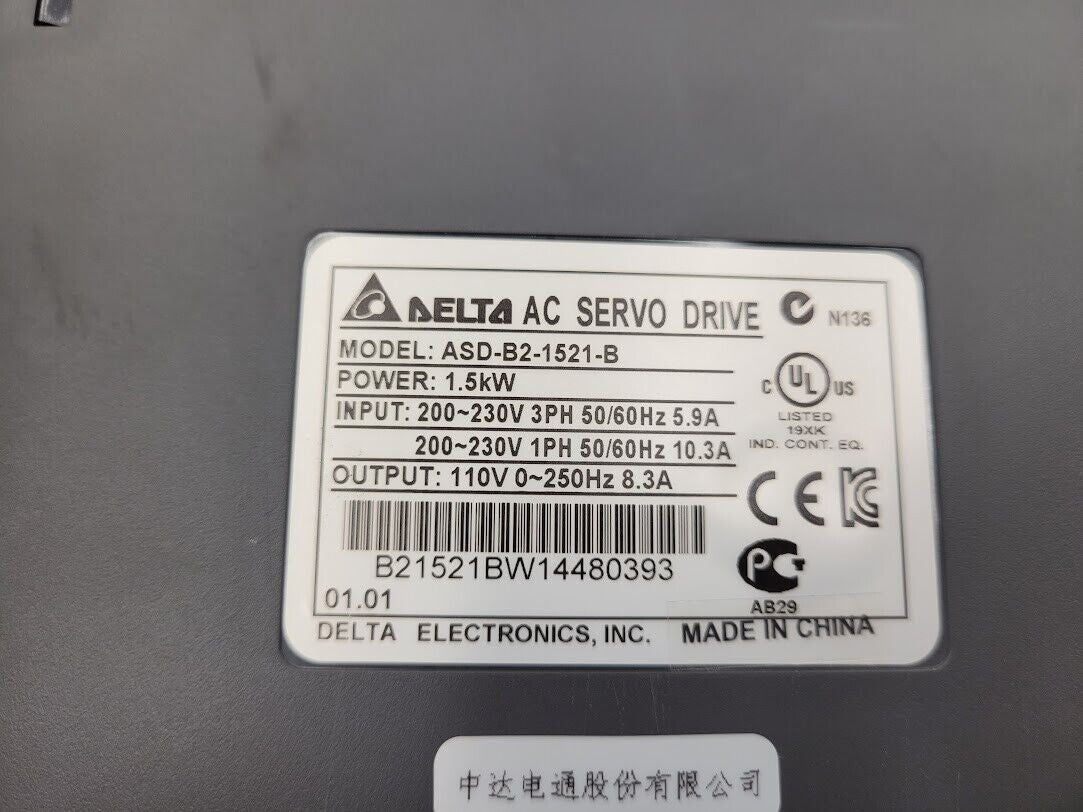 DELTA AC SERVO DRIVE N136
MODEL: ASD-B2-1521-B
POWER: 1.5kW
INPUT: 200~230V 3PH 50/60Hz 5.9A
200~230V 1PH 50/60Hz 10.3A
OUTPUT: 110V 0~250Hz 8.3A
C UL US
LISTED
19XK
IND. CONT. EQ.
CE
B21521BW14480393
01.01
AB29
DELTA ELECTRONICS, INC. MADE IN CHINA
中达电通股份有限公司